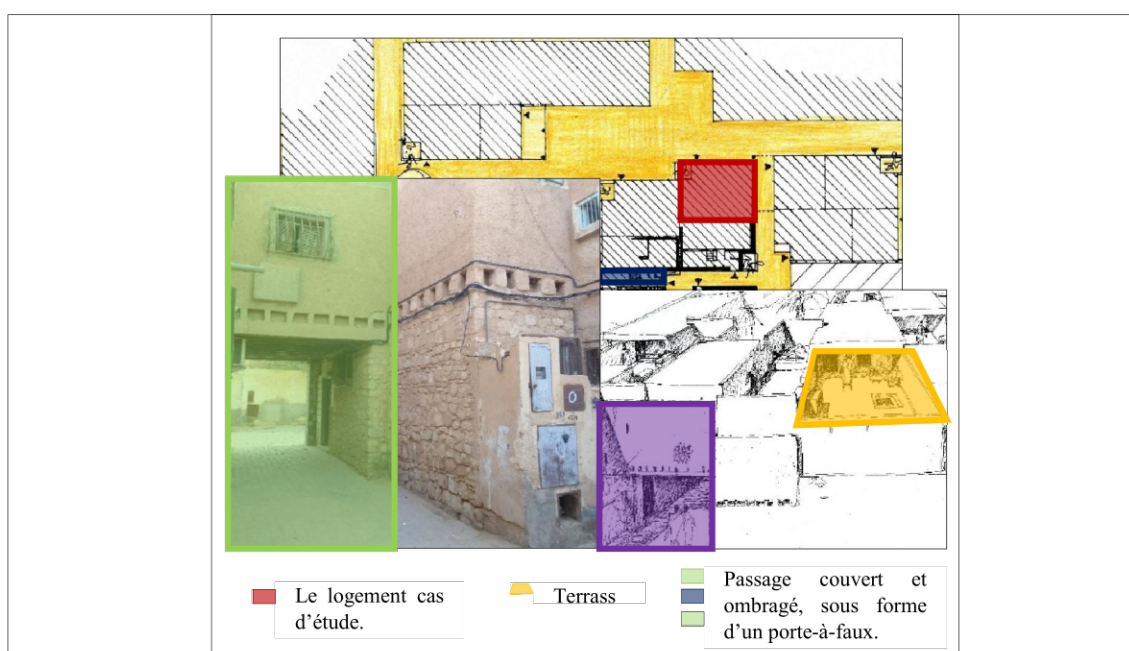 Le logement cas
d’étude.
Terrass
Passage couvert et
ombragé, sous forme
d’un porte-à-faux.